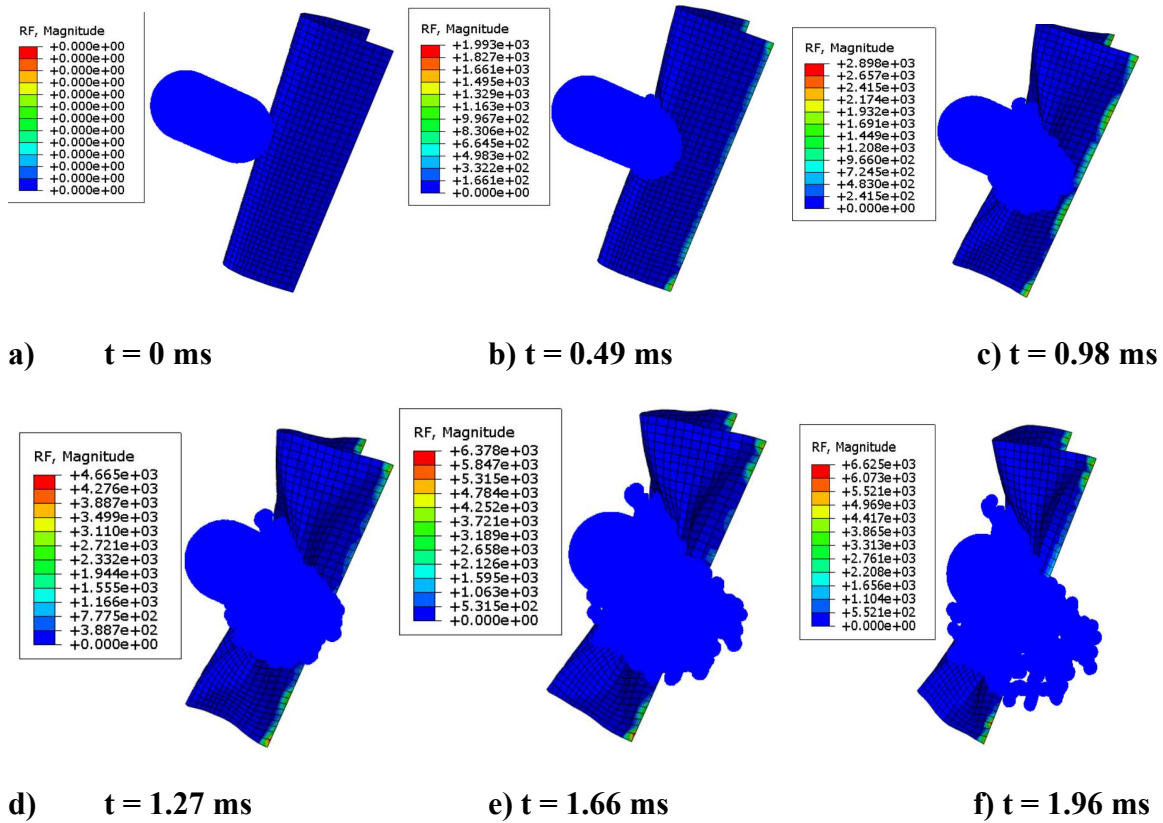 RF, Magnitude
+0.000e+00
+0.000e+00
+0.000e+00
+0.000e+00
+0.000e+00
+0.000e+00
+0.000e+00
+0.000e+00
+0.000e+00
+0.000e+00
+0.000e+00
+0.000e+00
+0.000e+00
RF, Magnitude
+1.993e+03
+1.827e+03
+1.661e+03
+1.495e+03
+1.329e+03
+1.163e+03
+9.967e+02
+8.306e+02
+6.645e+02
+4.983e+02
+3.322e+02
+1.661e+02
+0.000e+00
RF, Magnitude
+2.898e+03
+2.657e+03
+2.415e+03
+2.174e+03
+1.932e+03
+1.691e+03
+1.449e+03
+1.208e+03
+9.660e+02
+7.245e+02
+4.830e+02
+2.415e+02
+0.000e+00
a) t = 0 ms
b) t = 0.49 ms
c) t = 0.98 ms
RF, Magnitude
+4.665e+03
+4.276e+03
+3.887e+03
+3.499e+03
+3.110e+03
+2.721e+03
+2.332e+03
+1.944e+03
+1.555e+03
+1.166e+03
+7.775e+02
+3.887e+02
+0.000e+00
RF, Magnitude
+6.378e+03
+5.847e+03
+5.315e+03
+4.784e+03
+4.252e+03
+3.721e+03
+3.189e+03
+2.658e+03
+2.126e+03
+1.595e+03
+1.063e+03
+5.315e+02
+0.000e+00
RF, Magnitude
+6.625e+03
+6.073e+03
+5.521e+03
+4.969e+03
+4.417e+03
+3.865e+03
+3.313e+03
+2.761e+03
+2.208e+03
+1.656e+03
+1.104e+03
+5.521e+02
+0.000e+00
d) t = 1.27 ms
e) t = 1.66 ms
f) t = 1.96 ms